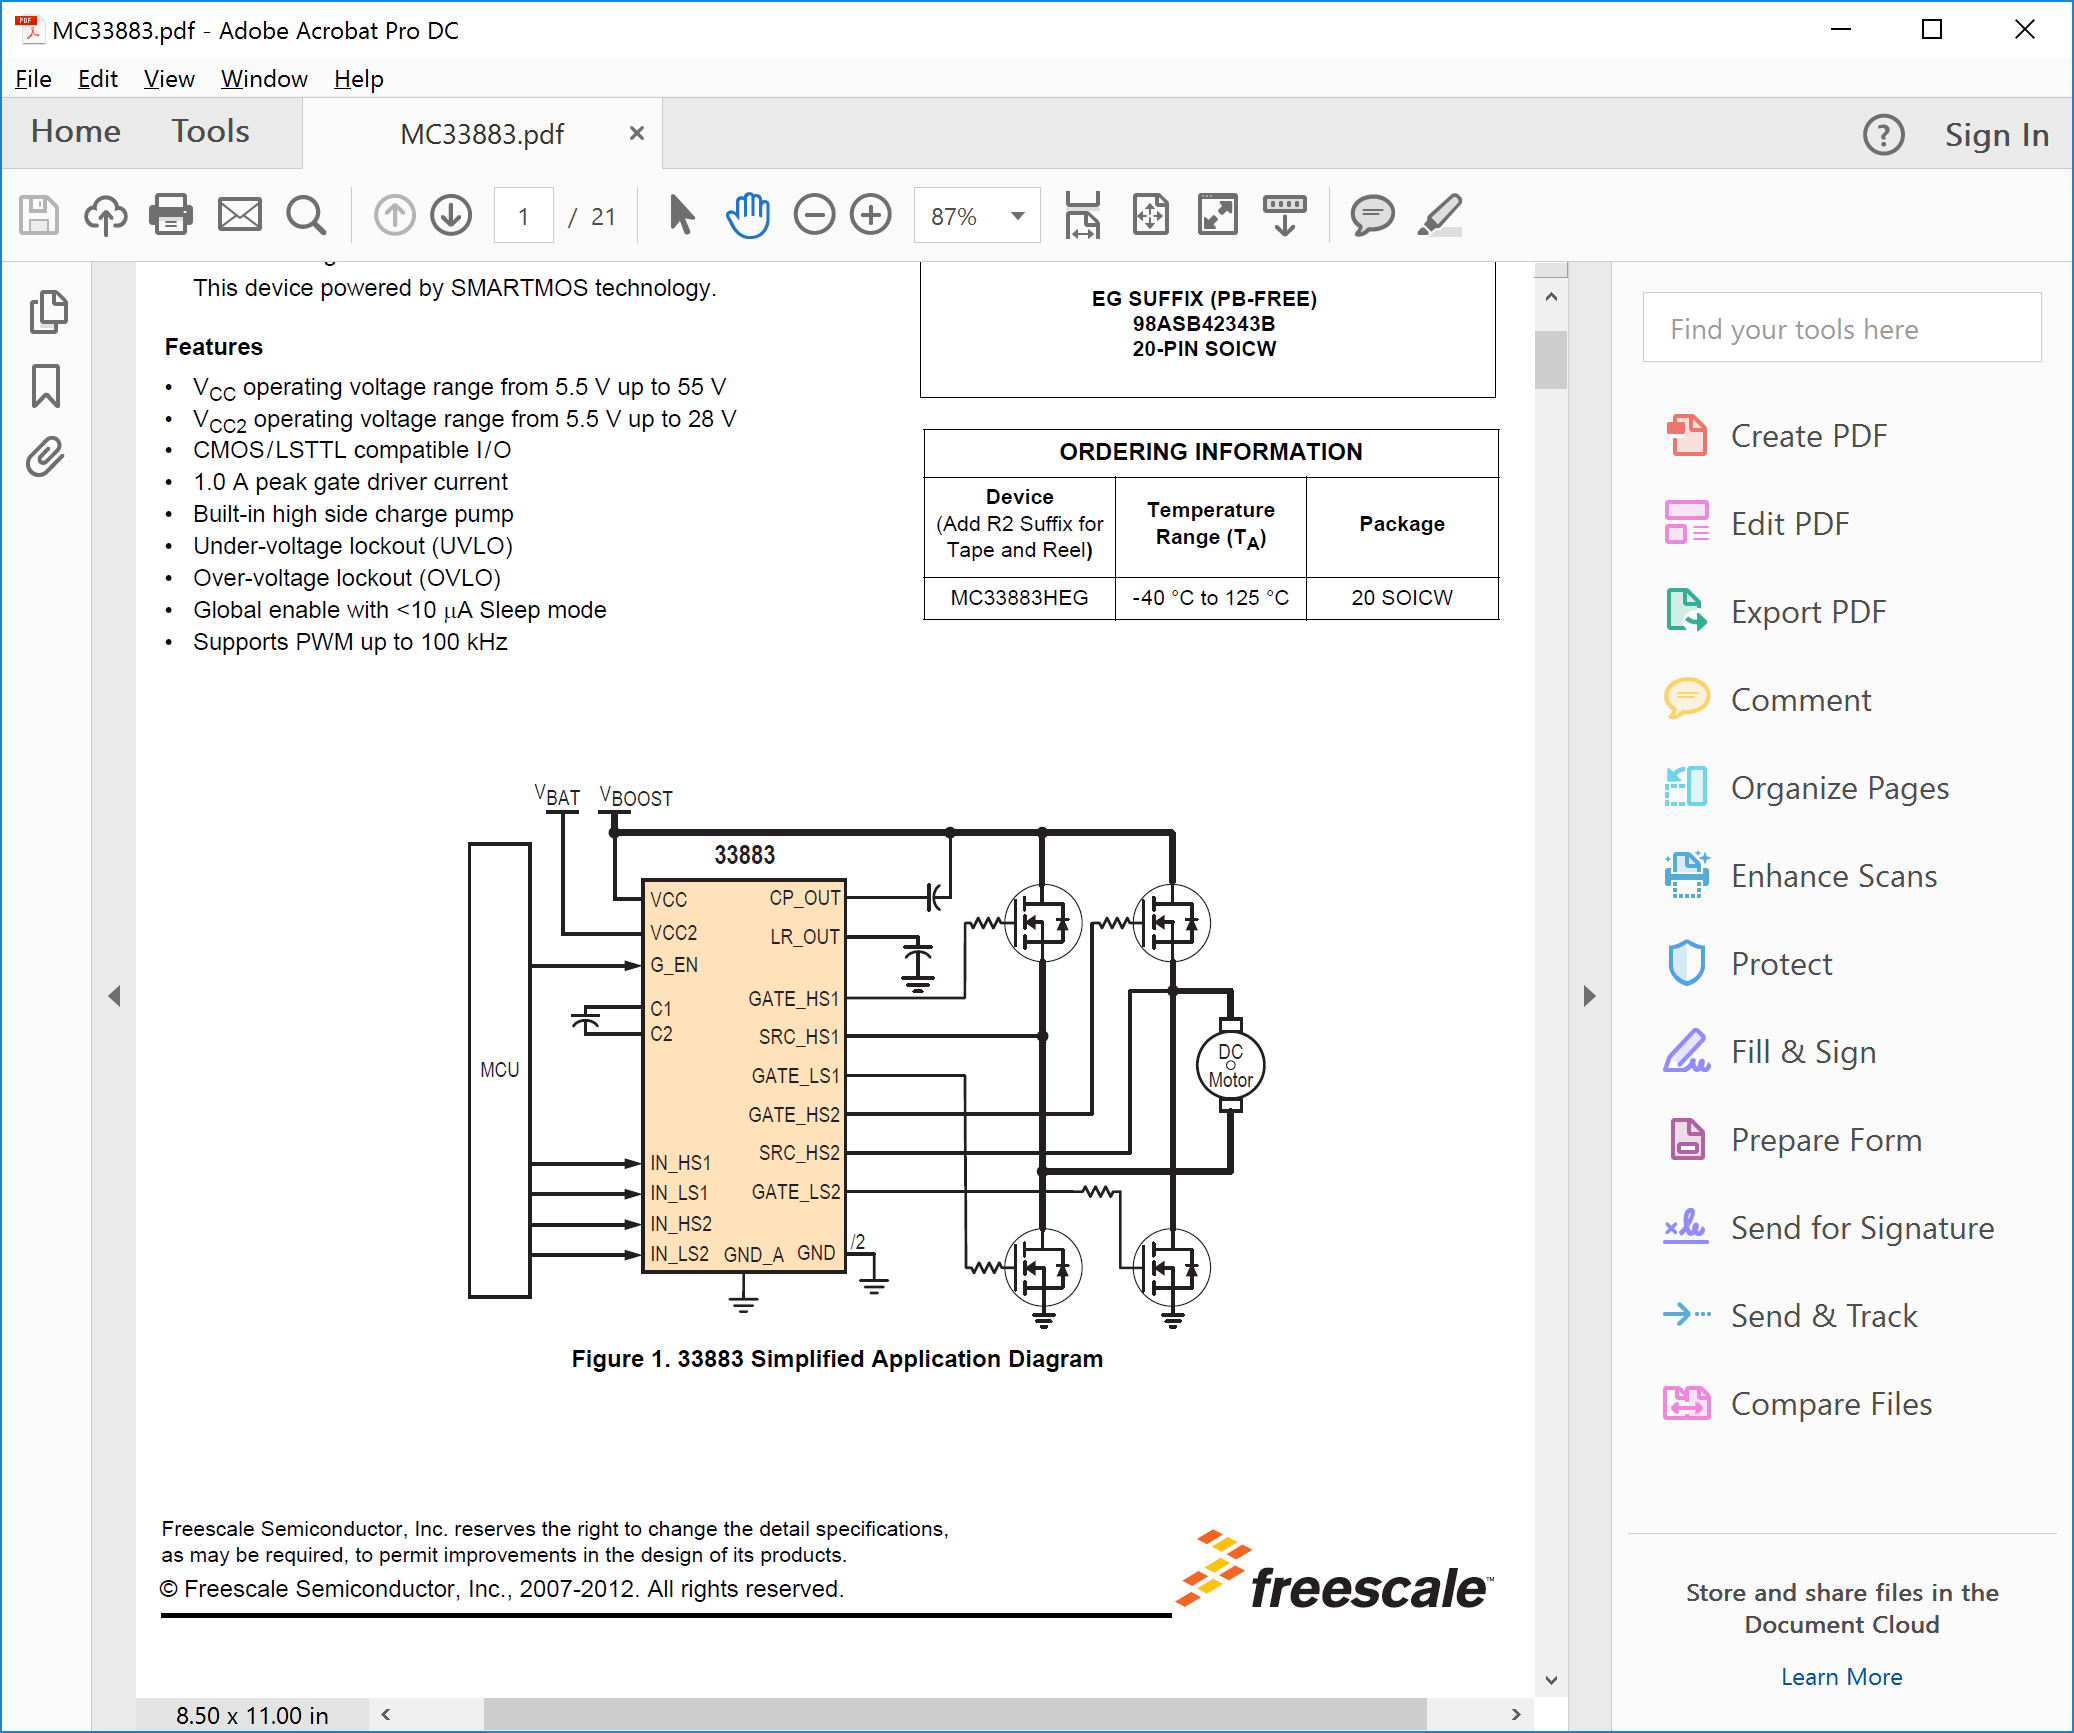 MC33883.pdf - Adobe Acrobat Pro DC
File Edit View Window Help
Home Tools MC33883.pdf × ? Sign In
1 / 21 87%
This device powered by SMARTMOS technology.
Features
• VCC operating voltage range from 5.5 V up to 55 V
• VCC2 operating voltage range from 5.5 V up to 28 V
• CMOS/LSTTL compatible I/O
• 1.0 A peak gate driver current
• Built-in high side charge pump
• Under-voltage lockout (UVLO)
• Over-voltage lockout (OVLO)
• Global enable with <10 μA Sleep mode
• Supports PWM up to 100 kHz
EG SUFFIX (PB-FREE)
98ASB42343B
20-PIN SOICW
ORDERING INFORMATION
Device
(Add R2 Suffix for
Tape and Reel)
Temperature
Range (TA)
Package
MC33883HEG -40 °C to 125 °C 20 SOICW
VBAT VBOOST
33883
MCU
VCC
VCC2
G_EN
C1
C2
IN_HS1
IN_LS1
IN_HS2
IN_LS2
CP_OUT
LR_OUT
GATE_HS1
SRC_HS1
GATE_LS1
GATE_HS2
SRC_HS2
GATE_LS2
GND_A GND
/2
DC
Motor
Figure 1. 33883 Simplified Application Diagram
Freescale Semiconductor, Inc. reserves the right to change the detail specifications,
as may be required, to permit improvements in the design of its products.
© Freescale Semiconductor, Inc., 2007-2012. All rights reserved.
freescale™
8.50 x 11.00 in
Find your tools here
Create PDF
Edit PDF
Export PDF
Comment
Organize Pages
Enhance Scans
Protect
Fill & Sign
Prepare Form
Send for Signature
Send & Track
Compare Files
Store and share files in the
Document Cloud
Learn More